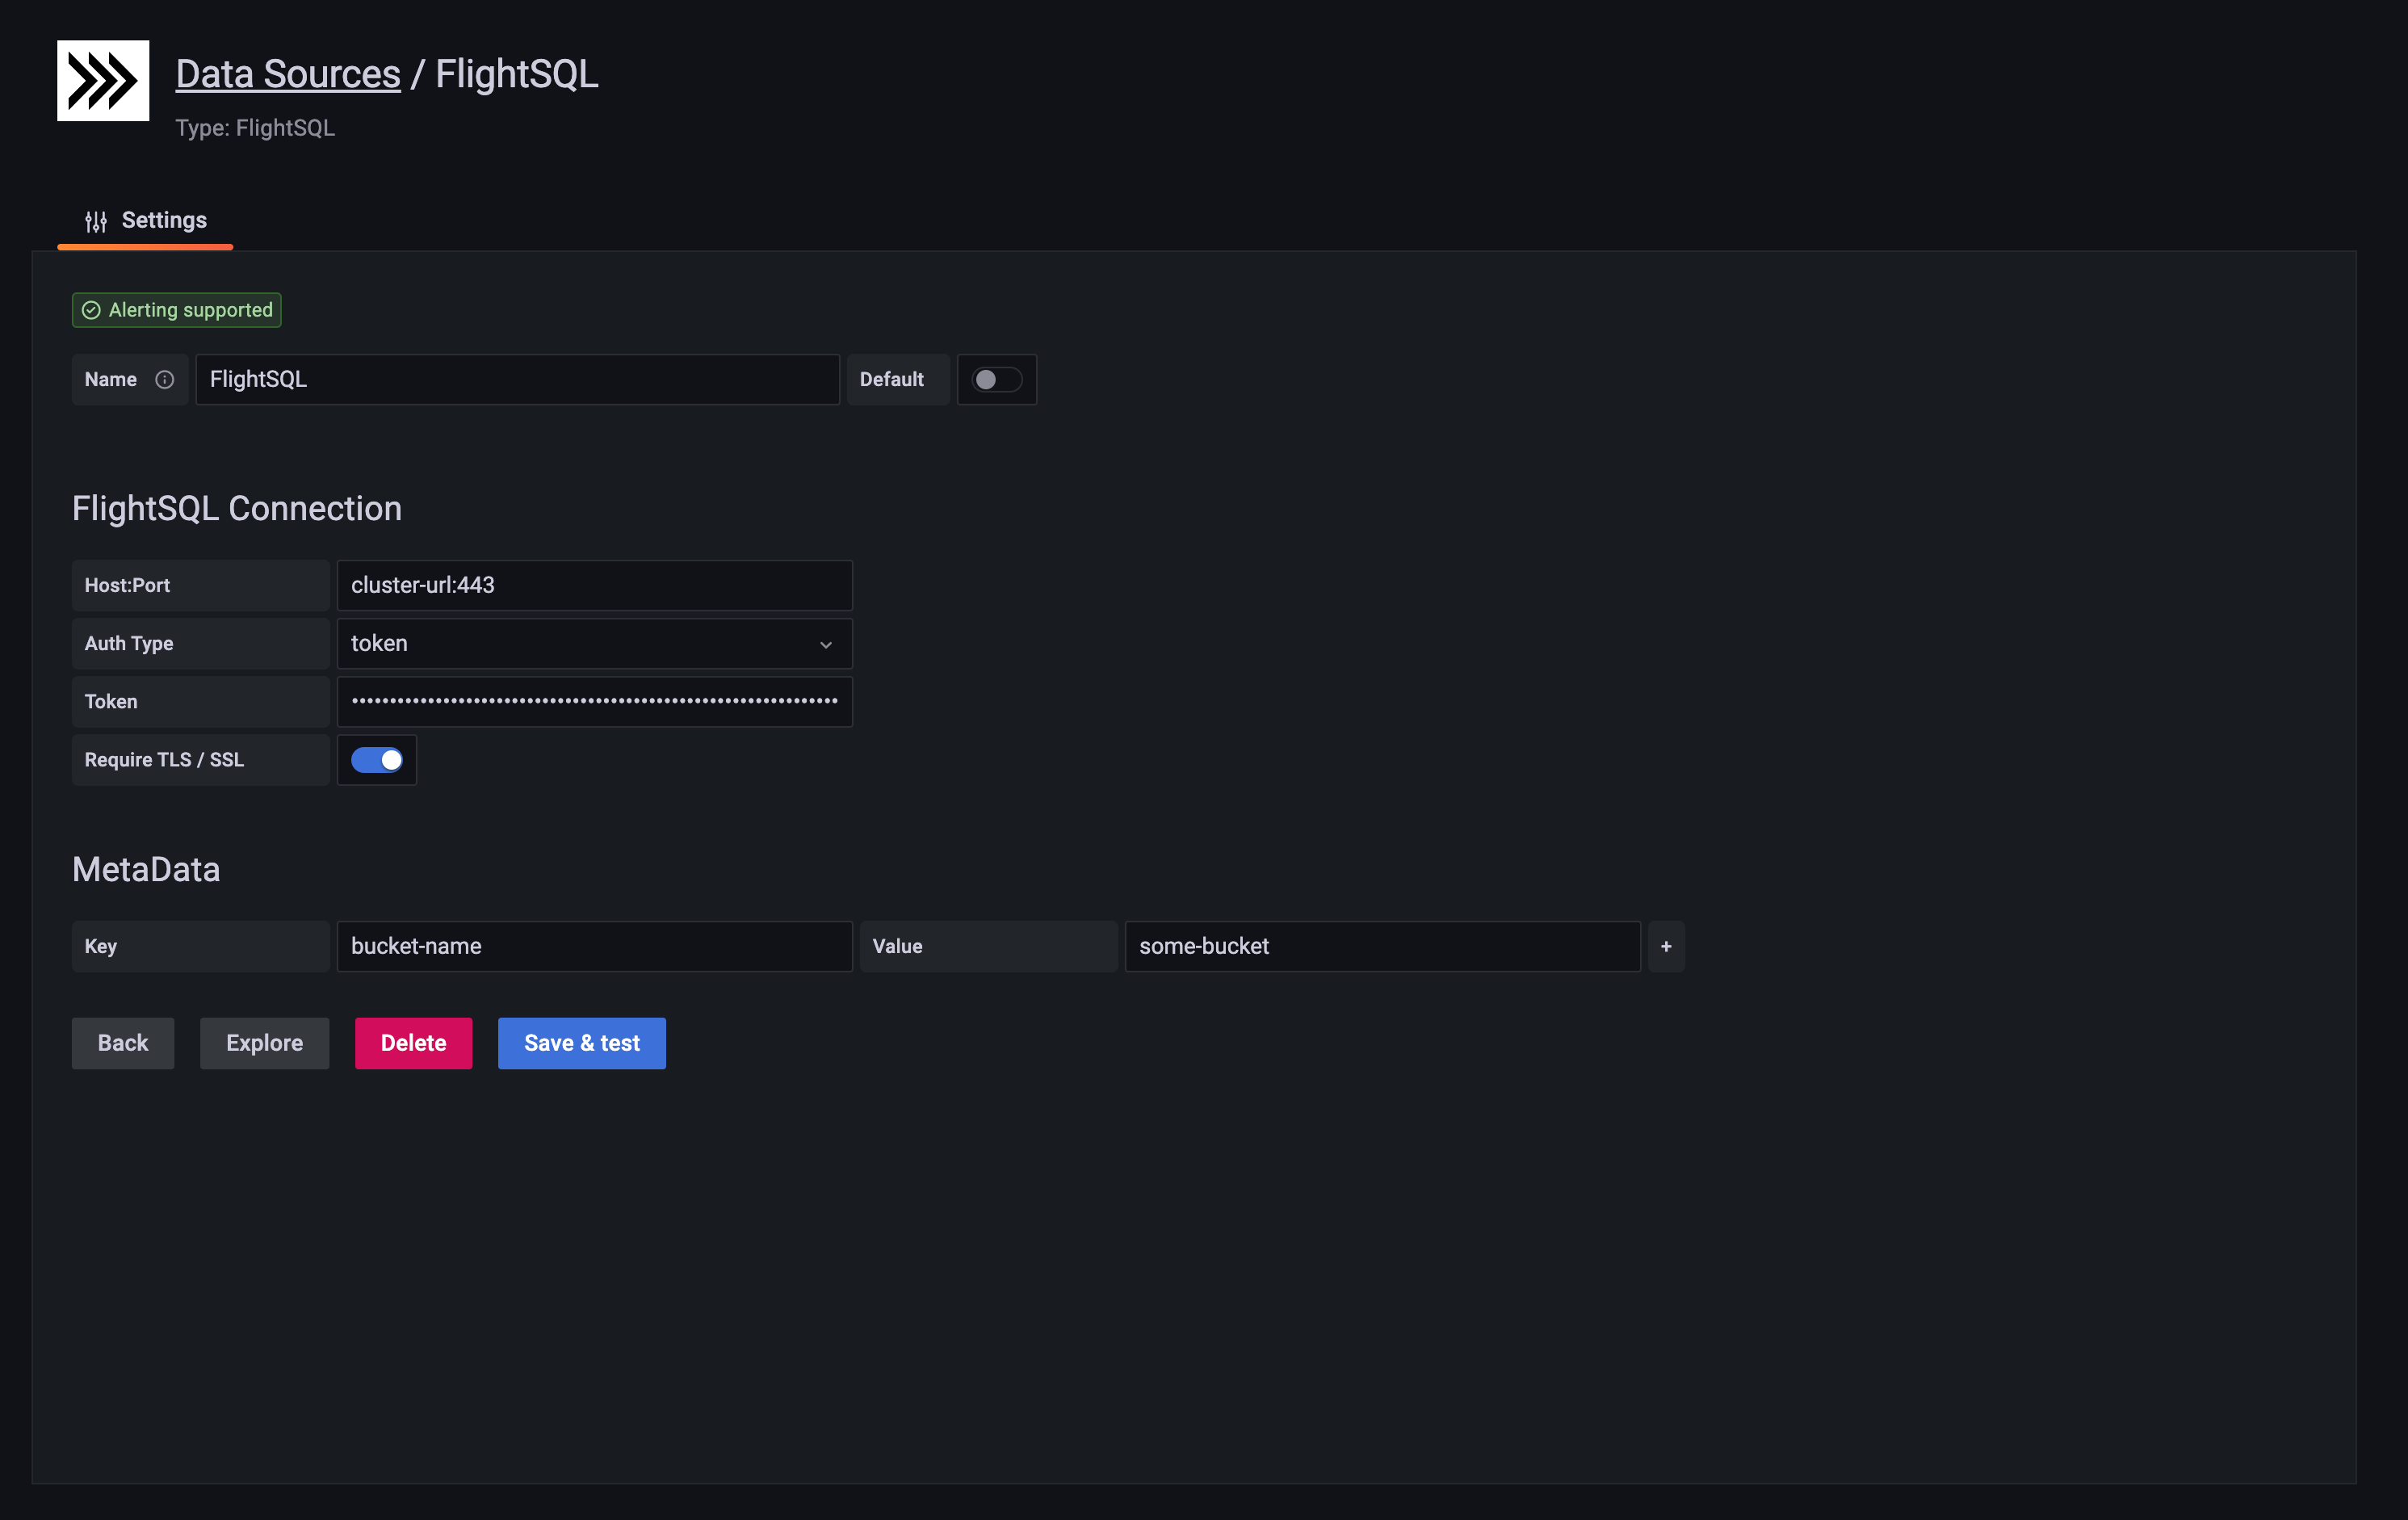 Data Sources / FlightSQL
Type: FlightSQL
Settings
Alerting supported
Name FlightSQL Default
FlightSQL Connection
Host:Port cluster-url:443
Auth Type token
Token
Require TLS / SSL
MetaData
Key bucket-name Value some-bucket +
Back Explore Delete Save & test